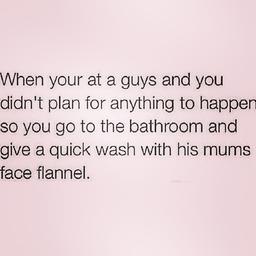 When your at a guys and you
didn't plan for anything to happen
so you go to the bathroom and
give a quick wash with his mums
face flannel.